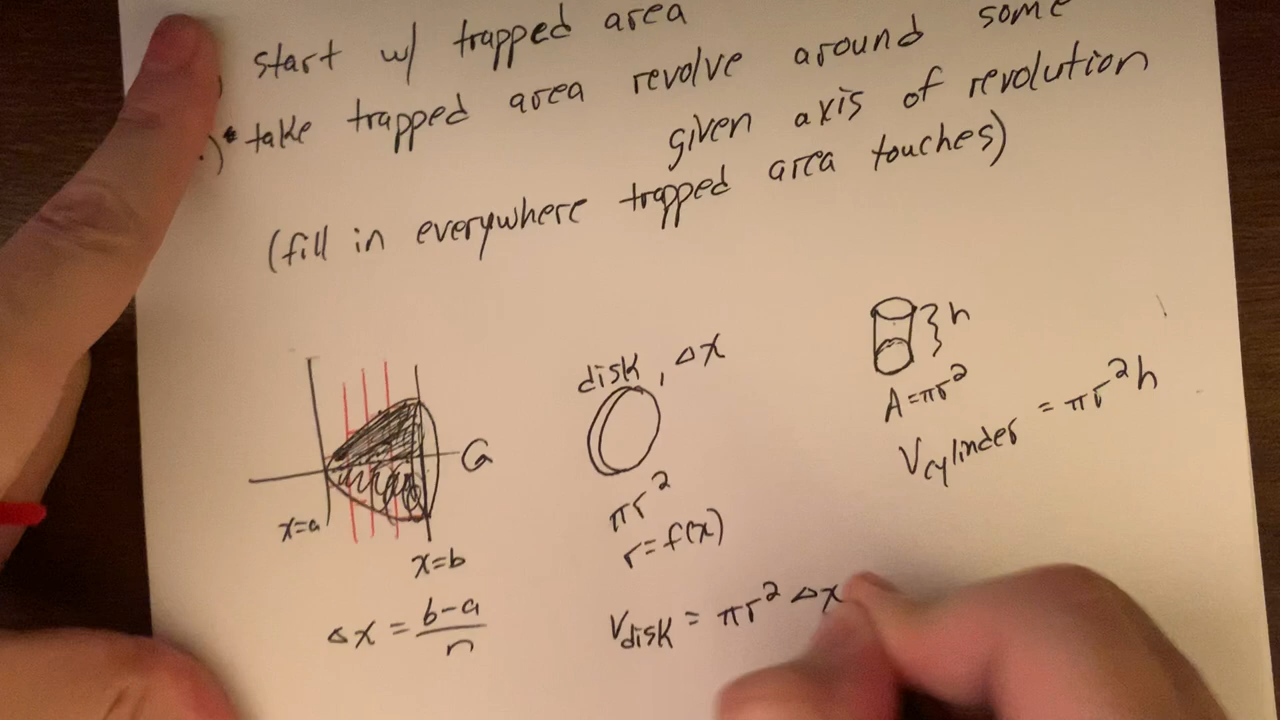 start w/ trapped area
.) * take trapped area revolve around some
given axis of revolution
(fill in everywhere trapped area touches)
disk, Δx
h
A=πr²
V cylinder = πr²h
x=a
x=b
πr²
r=f(x)
Δx = b-a
n
Vdisk = πr² Δx